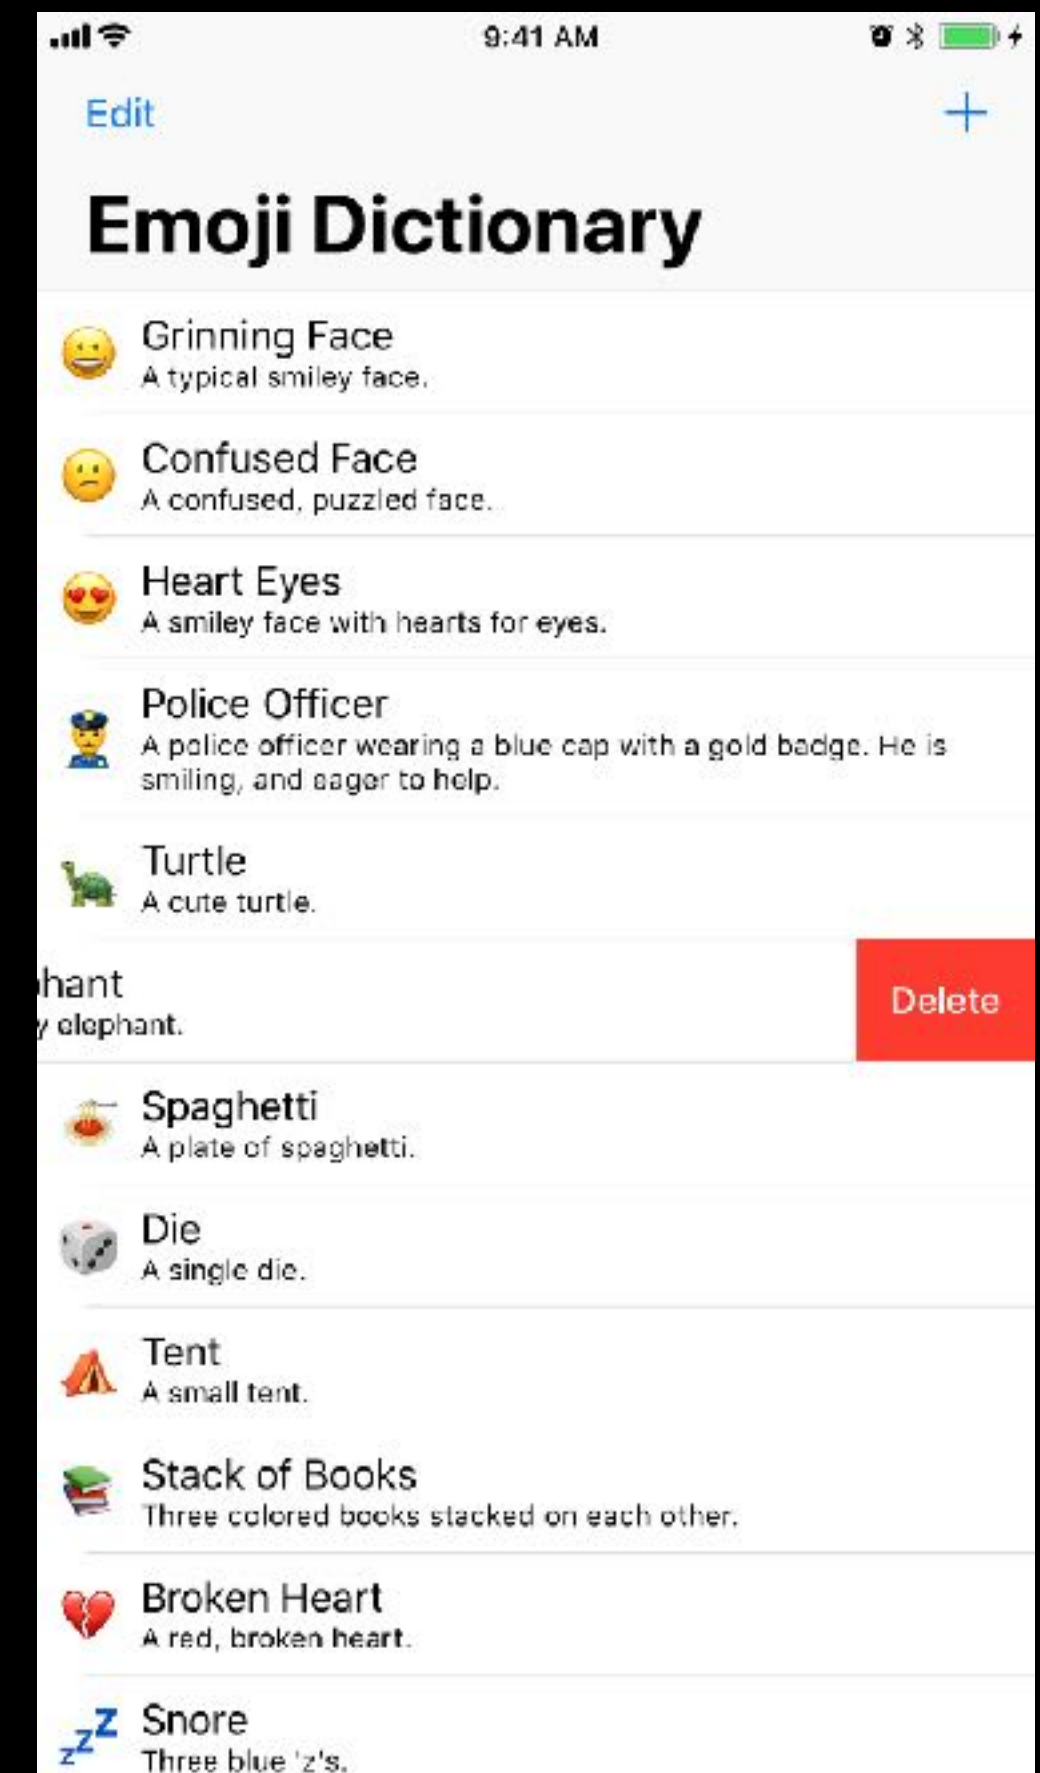 9:41 AM
Edit
Emoji Dictionary
Grinning Face
A typical smiley face.
Confused Face
A confused, puzzled face.
Heart Eyes
A smiley face with hearts for eyes.
Police Officer
A police officer wearing a blue cap with a gold badge. He is
smiling, and eager to help.
Turtle
A cute turtle.
hant
y elephant.
Delete
Spaghetti
A plate of spaghetti.
Die
A single die.
Tent
A small tent.
Stack of Books
Three colored books stacked on each other.
Broken Heart
A red, broken heart.
Snore
Three blue 'z's.